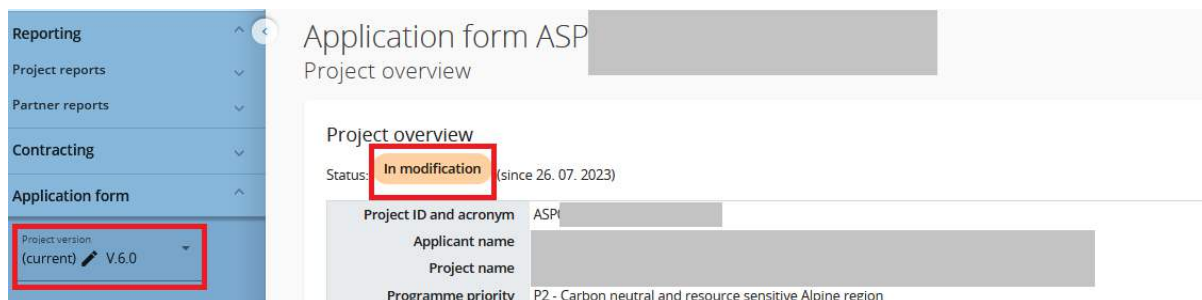 Reporting
Project reports
Partner reports
Contracting
Application form
Project version
(current) V.6.0
Application form ASP
Project overview
Project overview
Status: In modification (since 26. 07. 2023)
Project ID and acronym ASP
Applicant name
Project name
Programme priority P2 - Carbon neutral and resource sensitive Alpine region